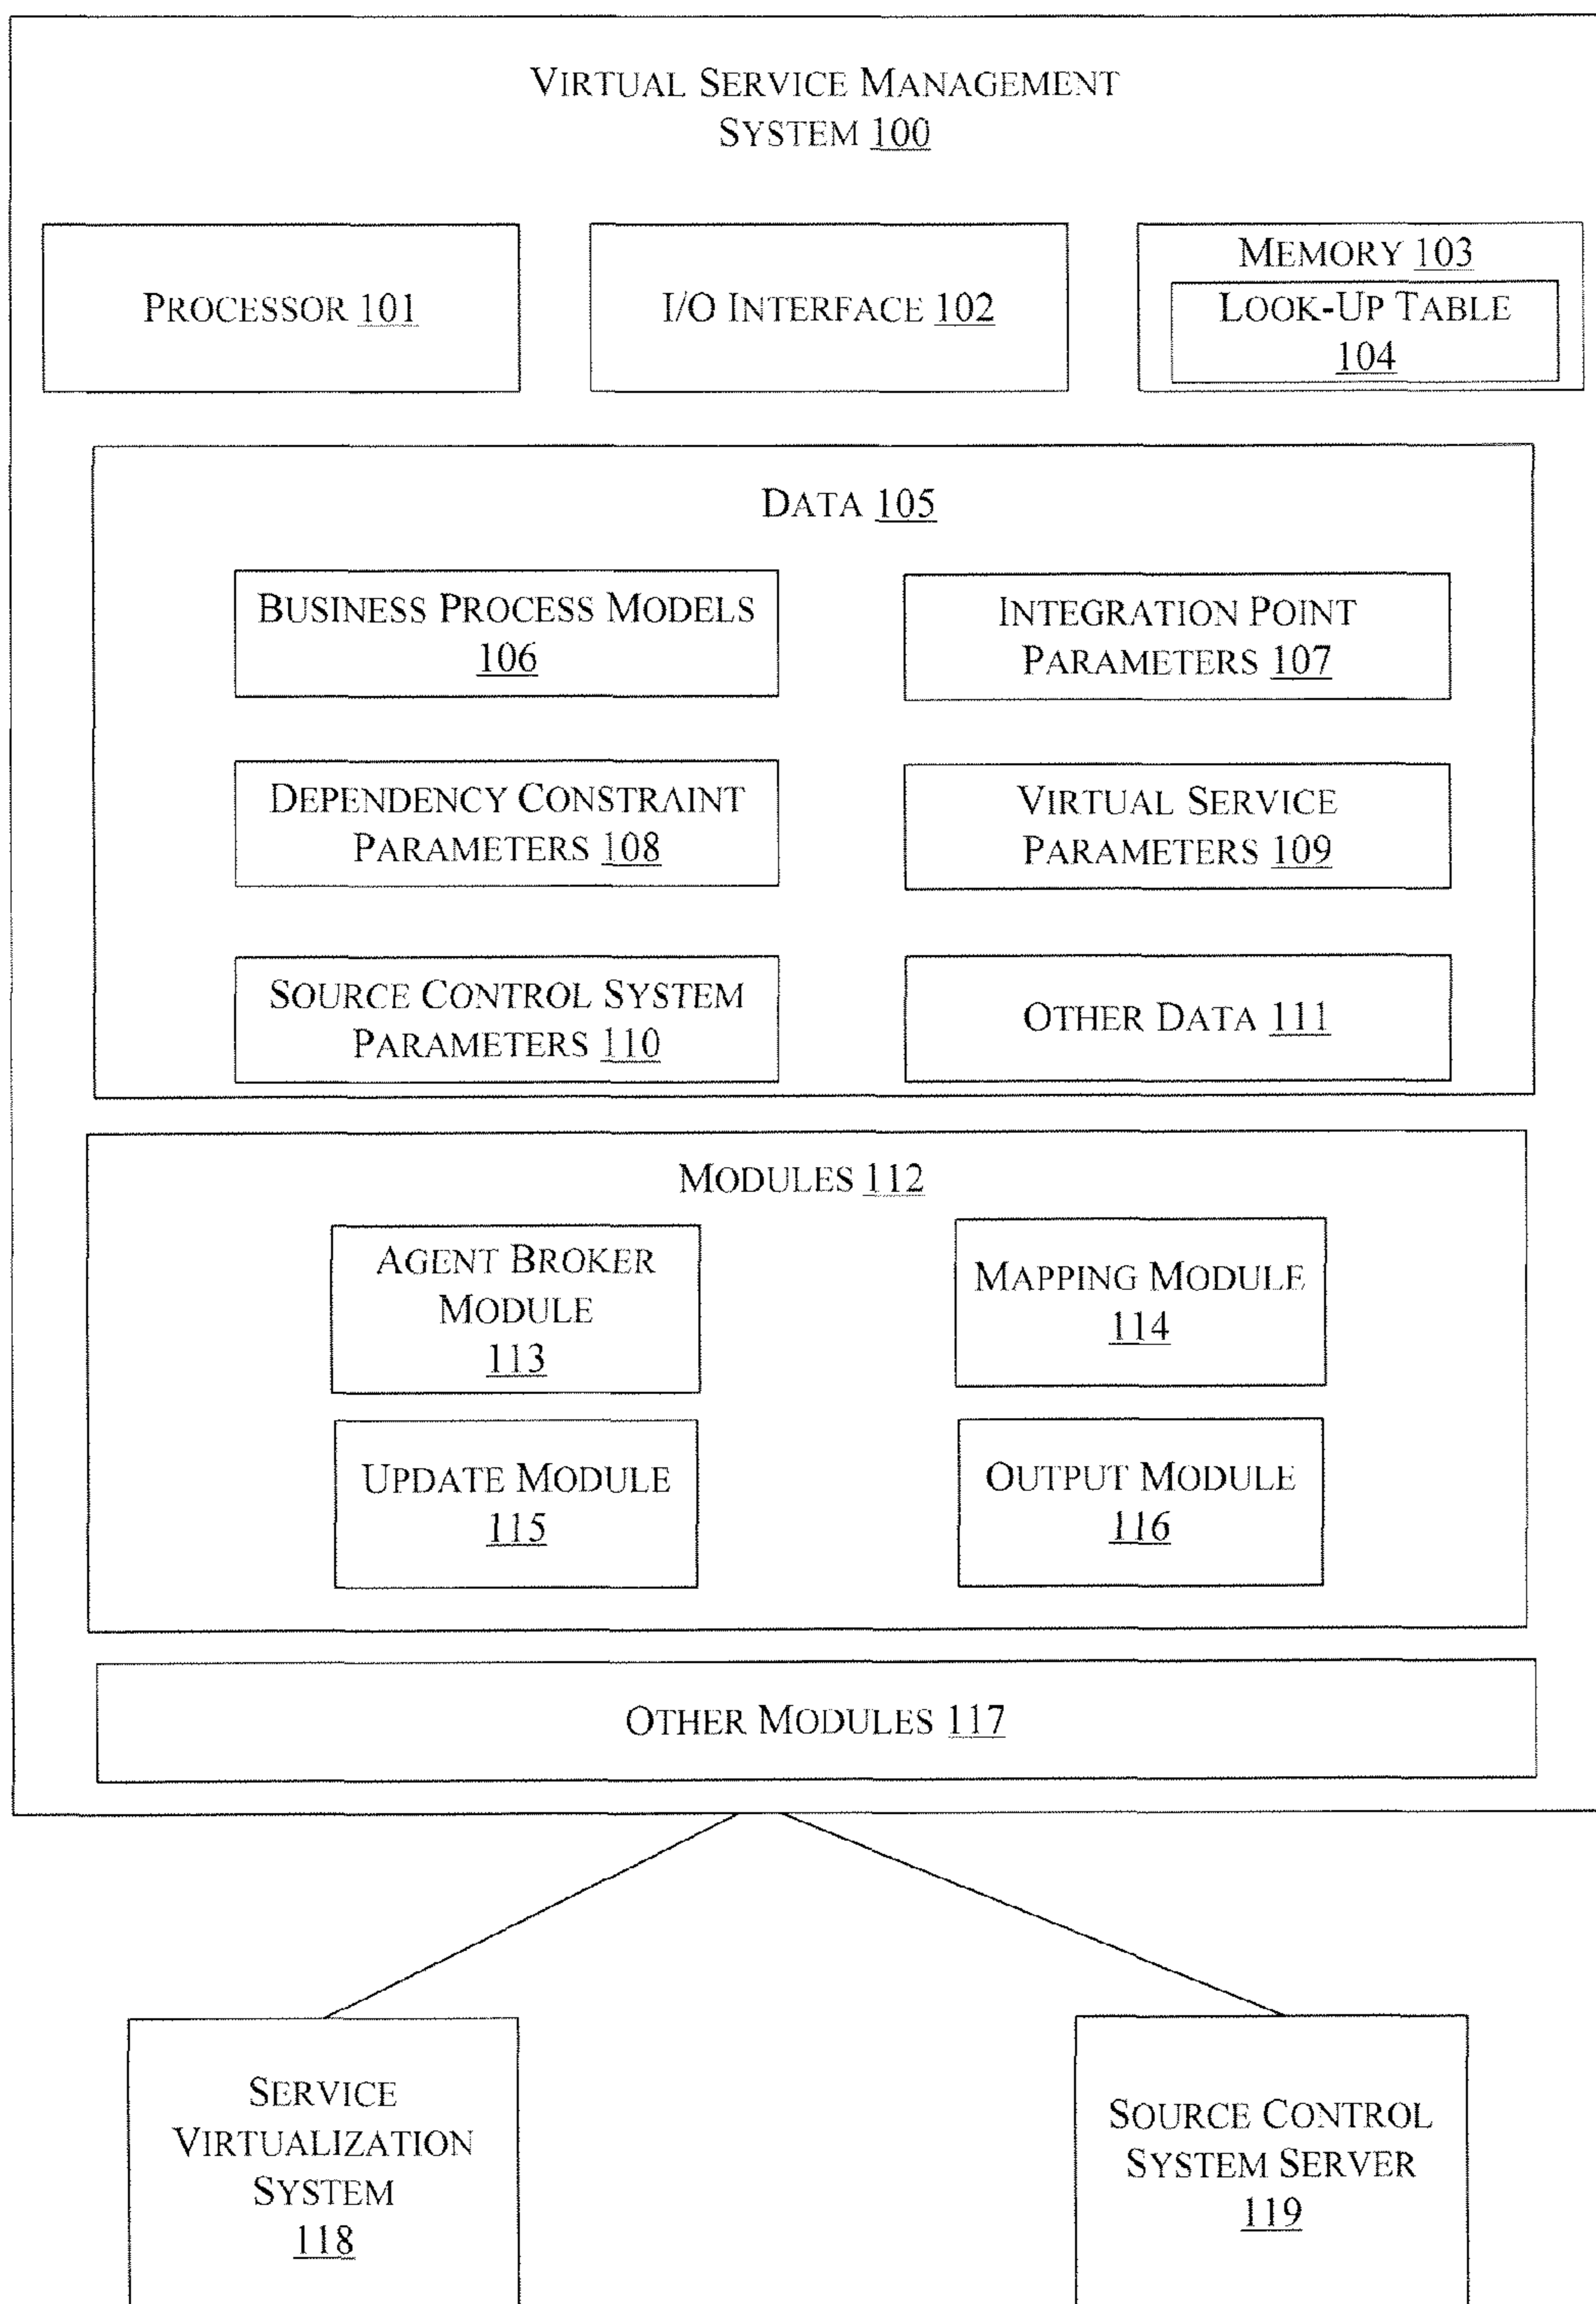 VIRTUAL SERVICE MANAGEMENT
SYSTEM 100
PROCESSOR 101
I/O INTERFACE 102
MEMORY 103
LOOK-UP TABLE
104
DATA 105
BUSINESS PROCESS MODELS
106
INTEGRATION POINT
PARAMETERS 107
DEPENDENCY CONSTRAINT
PARAMETERS 108
VIRTUAL SERVICE
PARAMETERS 109
SOURCE CONTROL SYSTEM
PARAMETERS 110
OTHER DATA 111
MODULES 112
AGENT BROKER
MODULE
113
MAPPING MODULE
114
UPDATE MODULE
115
OUTPUT MODULE
116
OTHER MODULES 117
SERVICE
VIRTUALIZATION
SYSTEM
118
SOURCE CONTROL
SYSTEM SERVER
119